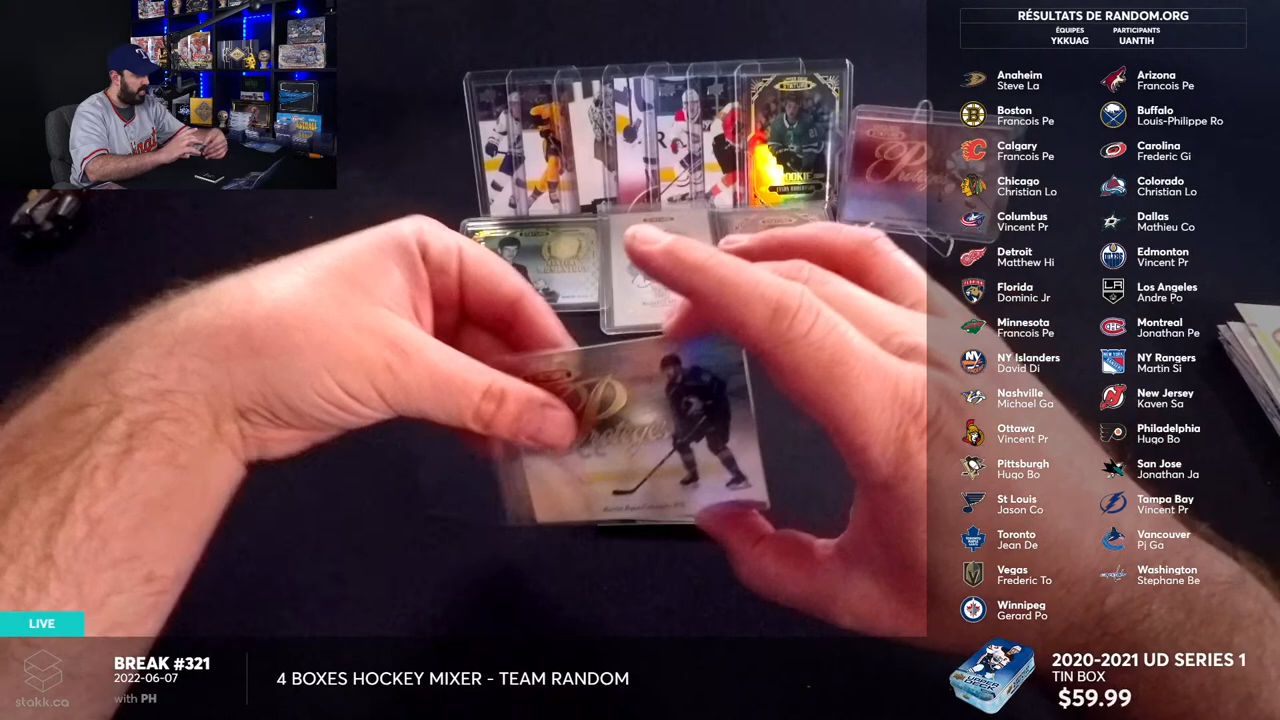 RÉSULTATS DE RANDOM.ORG
ÉQUIPES
YKKUAG
PARTICIPANTS
UANTIH
Anaheim
Steve La
Arizona
Francois Pe
Boston
Francois Pe
Buffalo
Louis-Philippe Ro
Calgary
Francois Pe
Carolina
Frederic Gi
Chicago
Christian Lo
Colorado
Christian Lo
Columbus
Vincent Pr
Dallas
Mathieu Co
Detroit
Matthew Hi
Edmonton
Vincent Pr
Florida
Dominic Jr
Los Angeles
Andre Po
Minnesota
Francois Pe
Montreal
Jonathan Pe
NY Islanders
David Di
NY Rangers
Martin Si
Nashville
Michael Ga
New Jersey
Kaven Sa
Ottawa
Vincent Pr
Philadelphia
Hugo Bo
Pittsburgh
Hugo Bo
San Jose
Jonathan Ja
St Louis
Jason Co
Tampa Bay
Vincent Pr
Toronto
Jean De
Vancouver
Pj Ga
Vegas
Frederic To
Washington
Stephane Be
Winnipeg
Gerard Po
ROOKIE
LIVE
stakk.ca
BREAK #321
2022-06-07
with PH
4 BOXES HOCKEY MIXER - TEAM RANDOM
2020-2021 UD SERIES 1
TIN BOX
$59.99